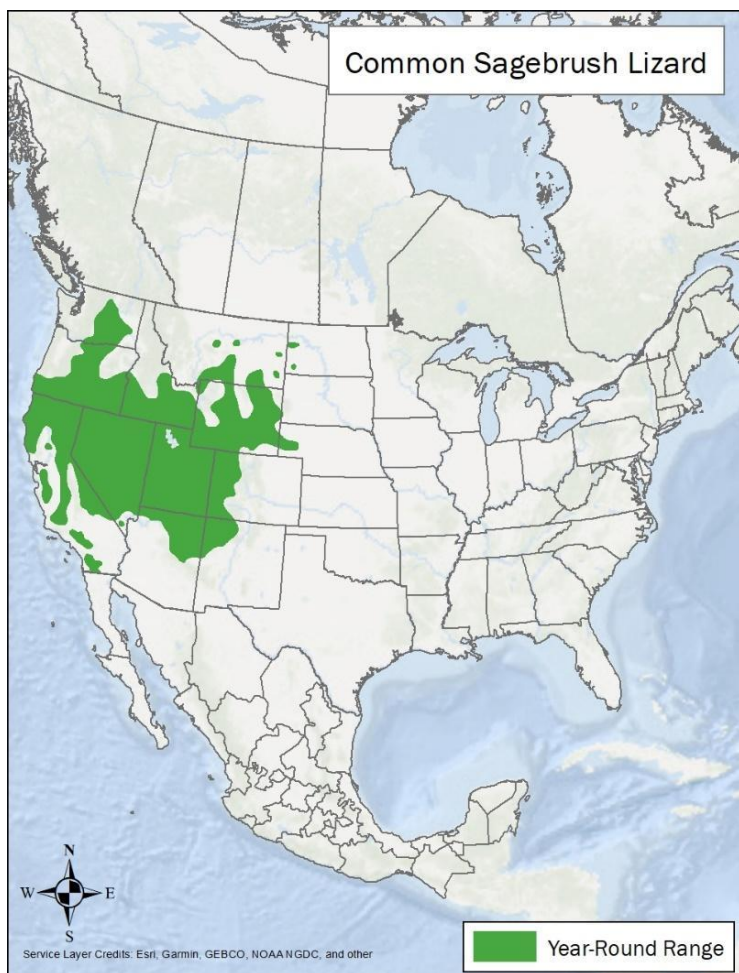 Common Sagebrush Lizard
N
W E
S
Service Layer Credits: Esri, Garmin, GEBCO, NOAA NGDC, and other
Year-Round Range